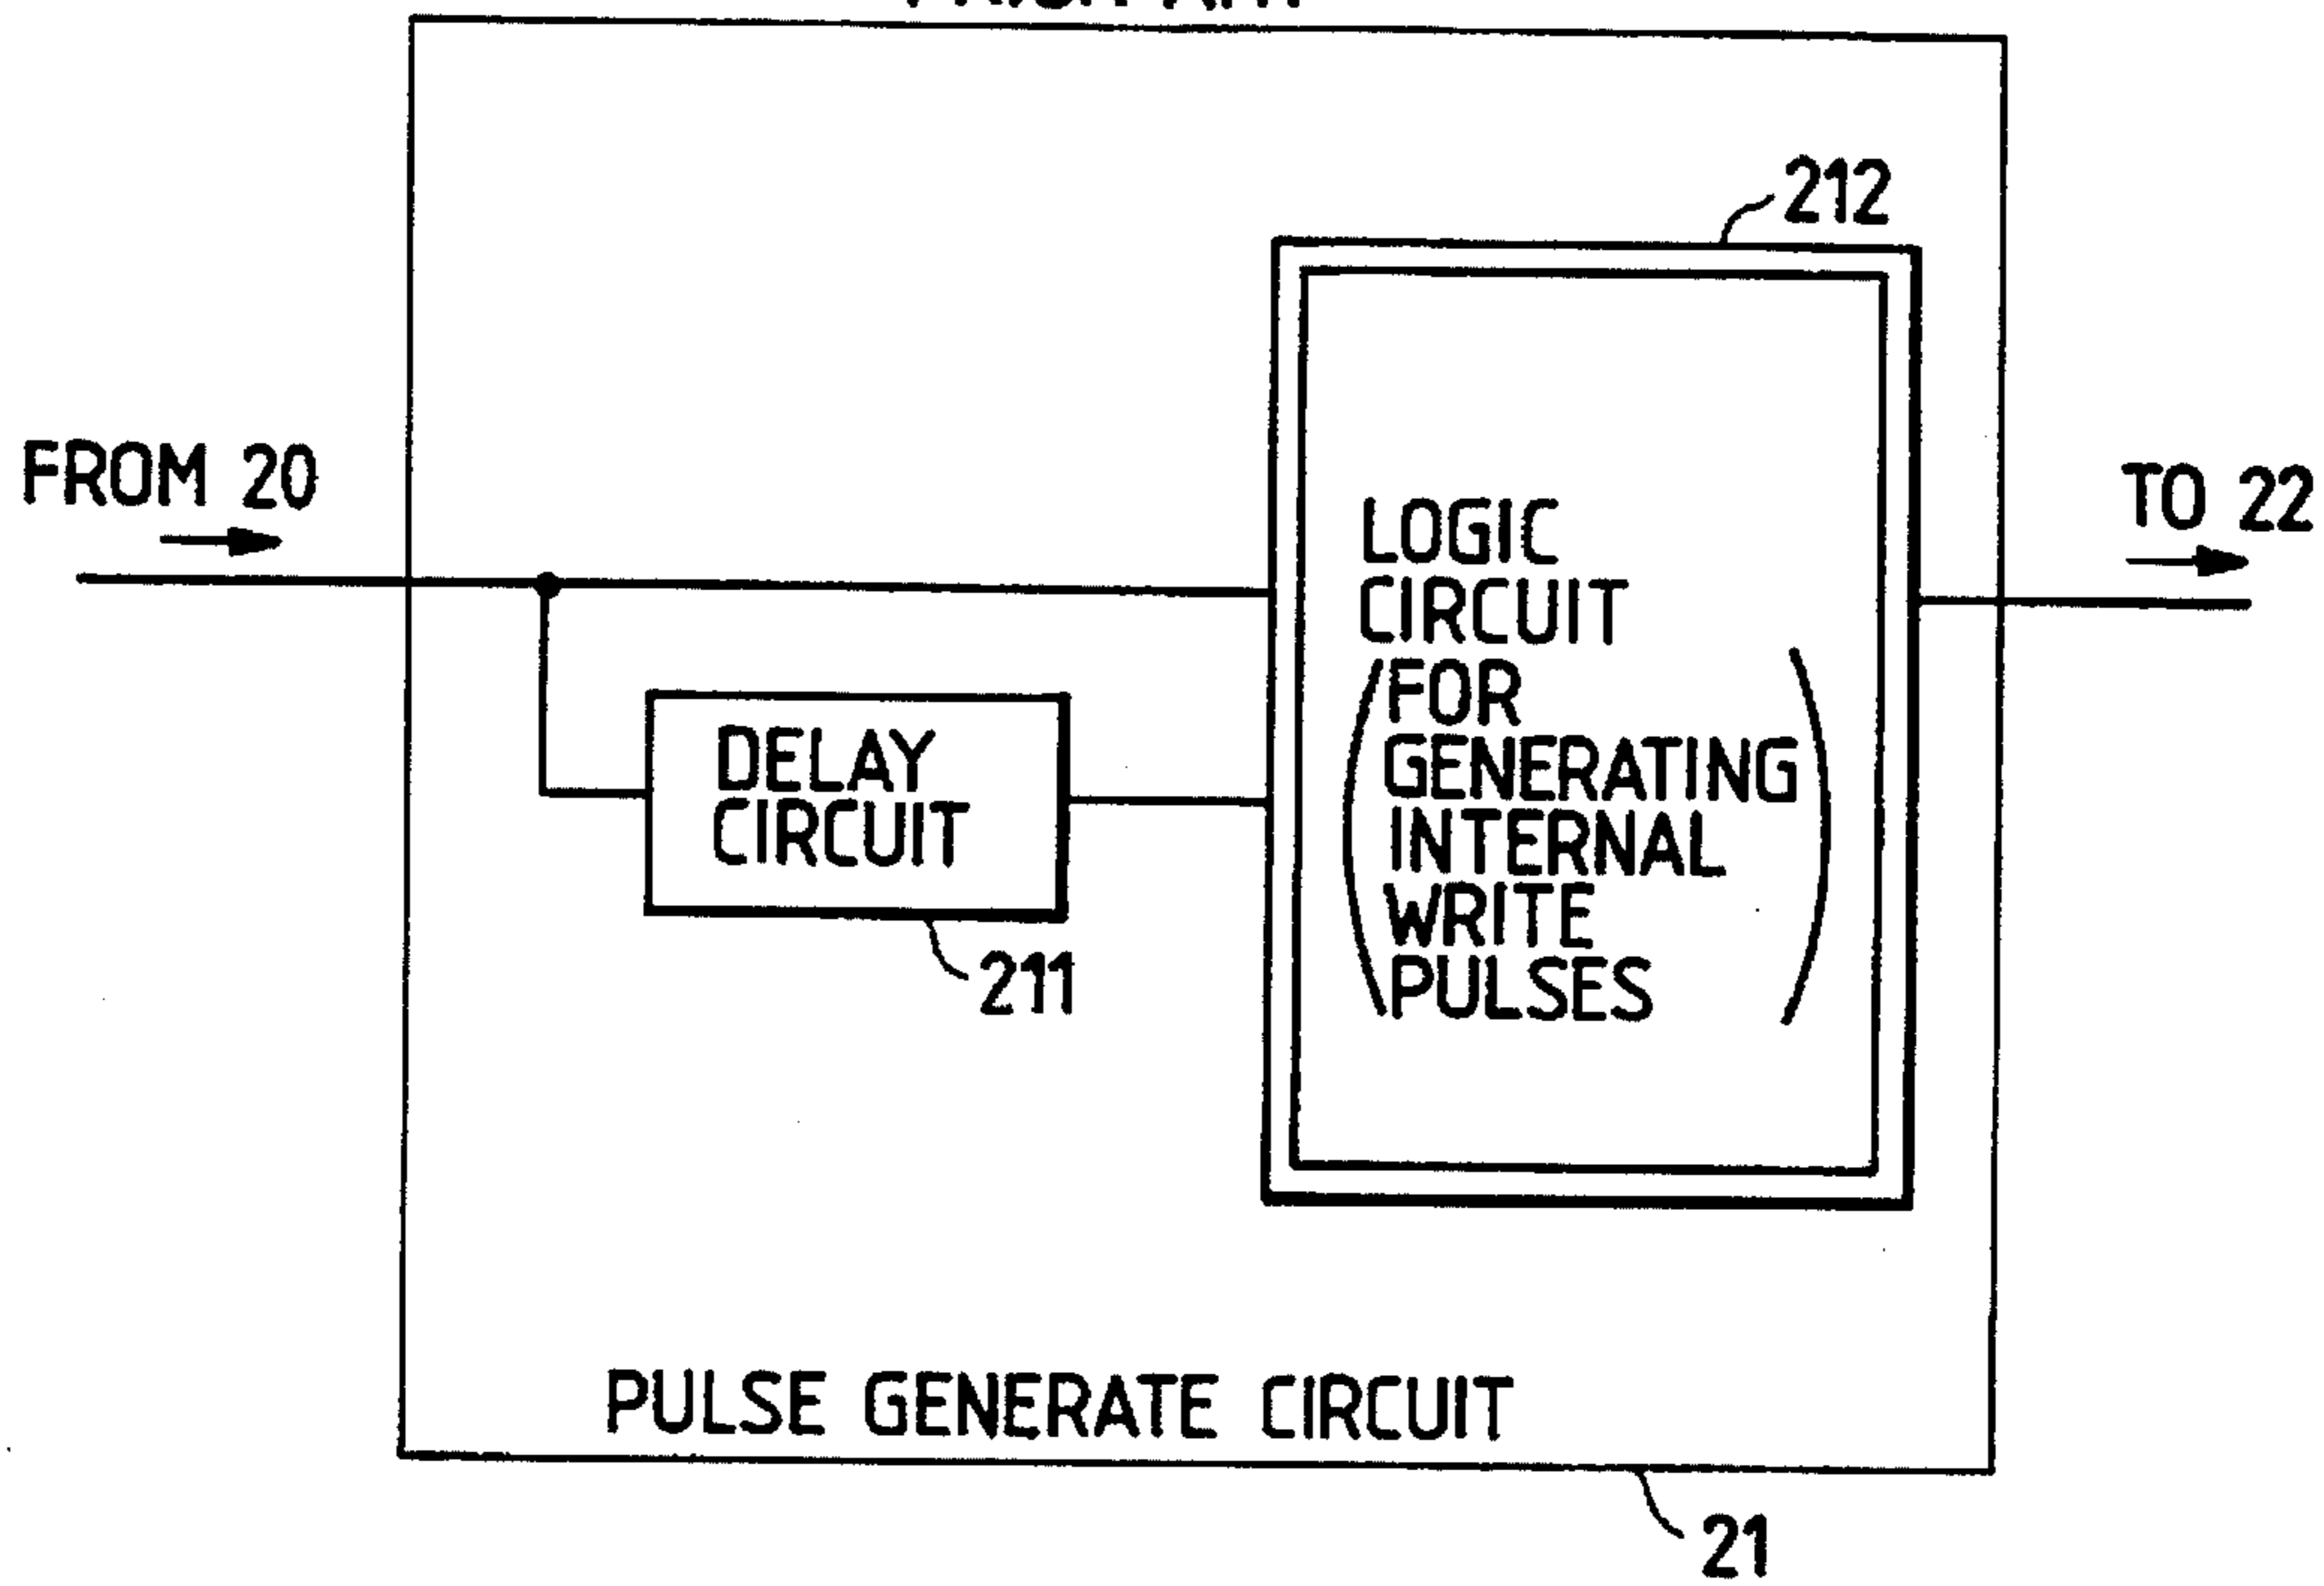 212
FROM 20
TO 22
LOGIC
CIRCUIT
(FOR
GENERATING
INTERNAL
WRITE
PULSES)
DELAY
CIRCUIT
211
PULSE GENERATE CIRCUIT
21